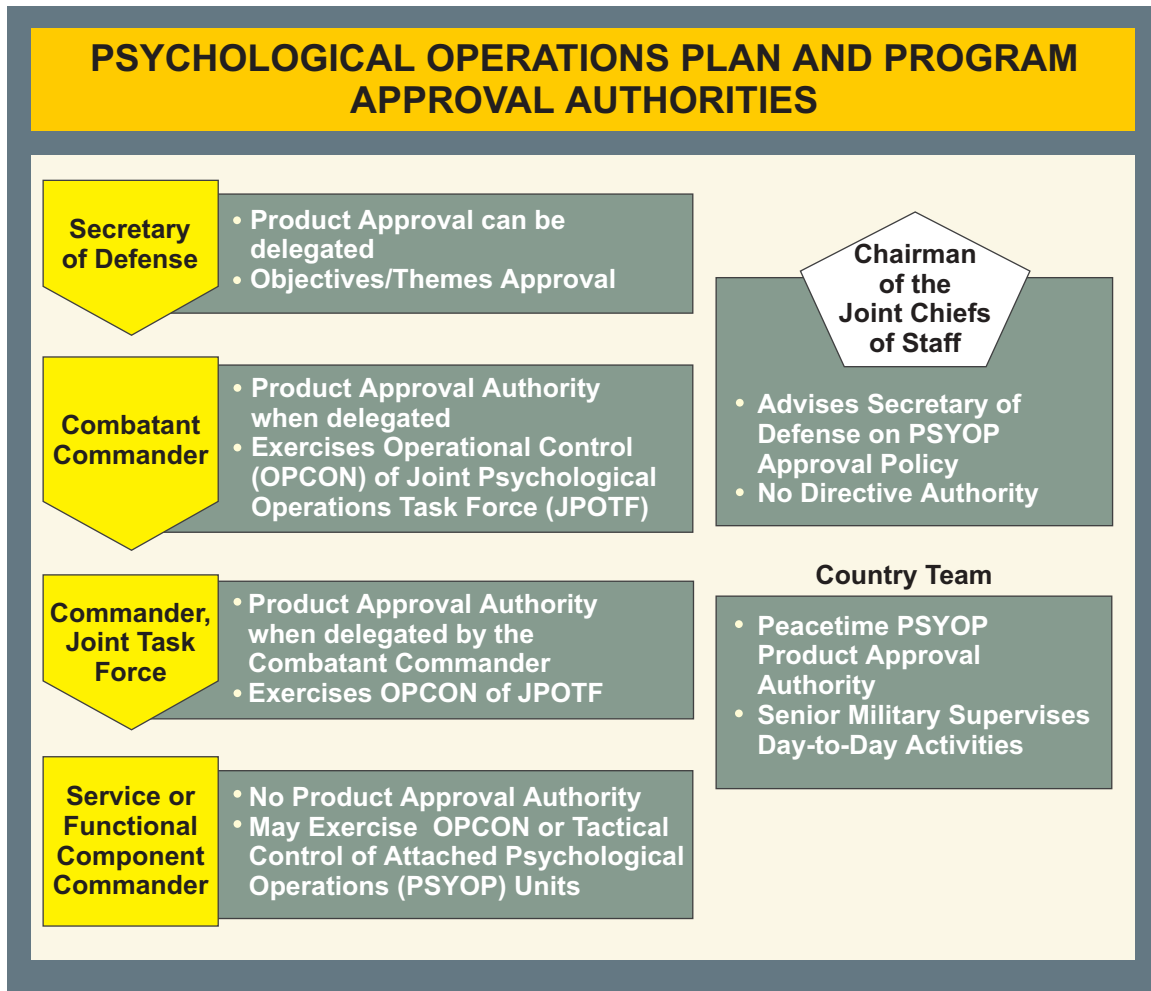 PSYCHOLOGICAL OPERATIONS PLAN AND PROGRAM
APPROVAL AUTHORITIES
Secretary
of Defense
• Product Approval can be
delegated
• Objectives/Themes Approval
Combatant
Commander
• Product Approval Authority
when delegated
• Exercises Operational Control
(OPCON) of Joint Psychological
Operations Task Force (JPOTF)
Commander,
Joint Task
Force
• Product Approval Authority
when delegated by the
Combatant Commander
• Exercises OPCON of JPOTF
Service or
Functional
Component
Commander
• No Product Approval Authority
• May Exercise OPCON or Tactical
Control of Attached Psychological
Operations (PSYOP) Units
Chairman
of the
Joint Chiefs
of Staff
• Advises Secretary of
Defense on PSYOP
Approval Policy
• No Directive Authority
Country Team
• Peacetime PSYOP
Product Approval
Authority
• Senior Military Supervises
Day-to-Day Activities